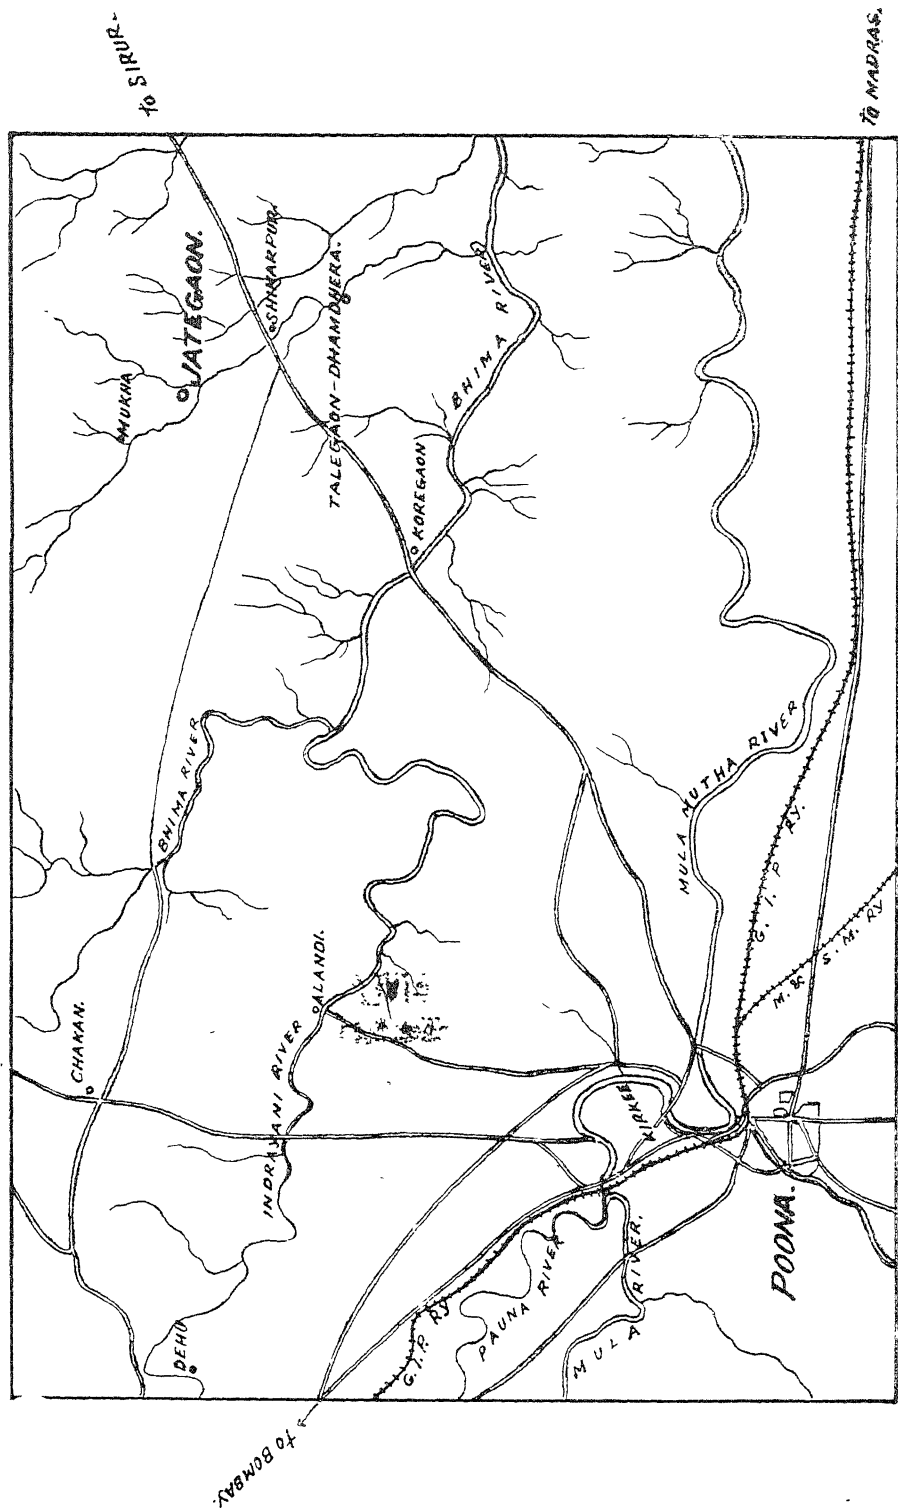 to SIRUR.
to MADRAS.
JATEGAON.
SHIKARPUR.
TALEGAON-DHAMDHERA.
MUKHA
BHIMA RIVER
KOREGAON
BHIMA RIVER
MULA MUTHA RIVER
G. I. P. RY.
M. & S. M. RY
CHAKAN.
ALANDI.
INDRAYANI RIVER
KIRKEE
POONA.
DEHU
G. I. P. RY
PAUNA RIVER
MULA RIVER.
to BOMBAY.